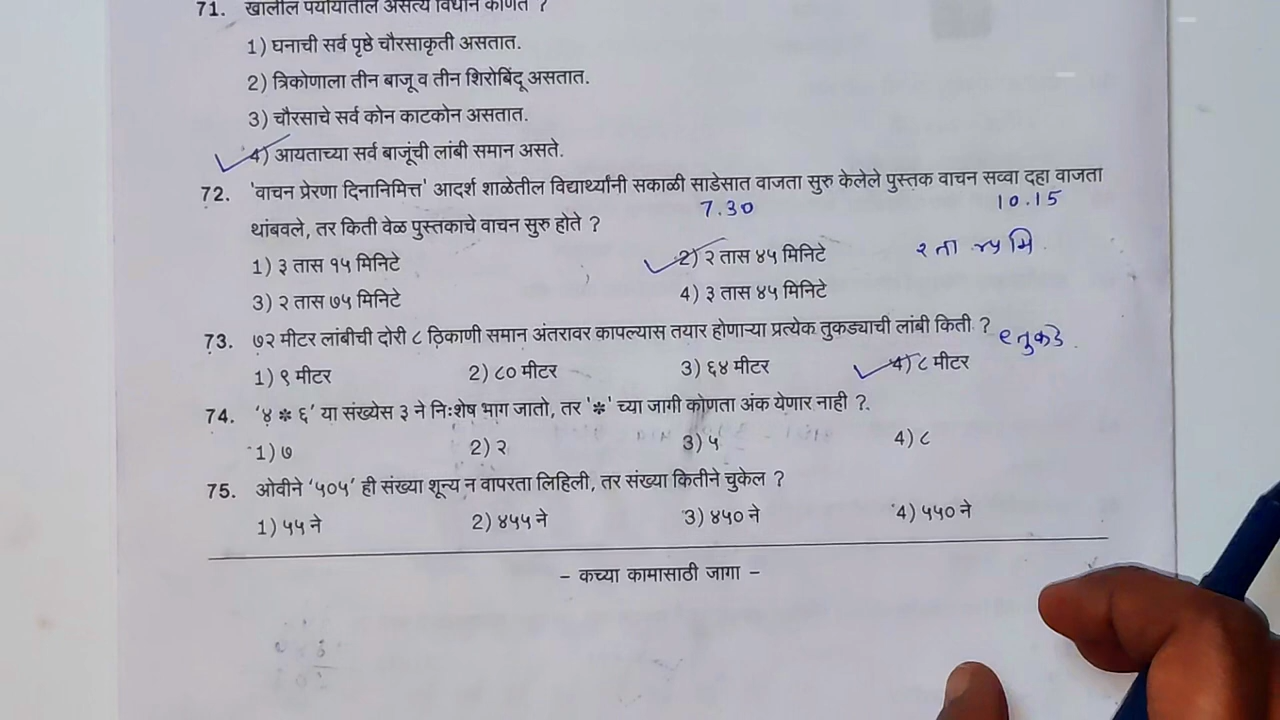 71. खालील पर्यायातील असत्य विधान कोणते ?
1) घनाची सर्व पृष्ठे चौरसाकृती असतात.
2) त्रिकोणाला तीन बाजू व तीन शिरोबिंदू असतात.
3) चौरसाचे सर्व कोन काटकोन असतात.
4) आयताच्या सर्व बाजूंची लांबी समान असते.
72. 'वाचन प्रेरणा दिनानिमित्त' आदर्श शाळेतील विद्यार्थ्यांनी सकाळी साडेसात वाजता सुरु केलेले पुस्तक वाचन सव्वा दहा वाजता
7.30 10.15
थांबवले, तर किती वेळ पुस्तकाचे वाचन सुरु होते ?
1) ३ तास १५ मिनिटे 2) २ तास ४५ मिनिटे २ ता ४५ मि
3) २ तास ७५ मिनिटे 4) ३ तास ४५ मिनिटे
73. ७२ मीटर लांबीची दोरी ८ ठिकाणी समान अंतरावर कापल्यास तयार होणाऱ्या प्रत्येक तुकड्याची लांबी किती ? ९ तुकडे
1) ९ मीटर 2) ८० मीटर 3) ६४ मीटर 4) ८ मीटर
74. '४ * ६' या संख्येस ३ ने निःशेष भाग जातो, तर '*' च्या जागी कोणता अंक येणार नाही ?
1) ७ 2) २ 3) ५ 4) ८
75. ओवीने '५०५' ही संख्या शून्य न वापरता लिहिली, तर संख्या कितीने चुकेल ?
1) ५५ ने 2) ४५५ ने 3) ४५० ने 4) ५५० ने
- कच्या कामासाठी जागा -